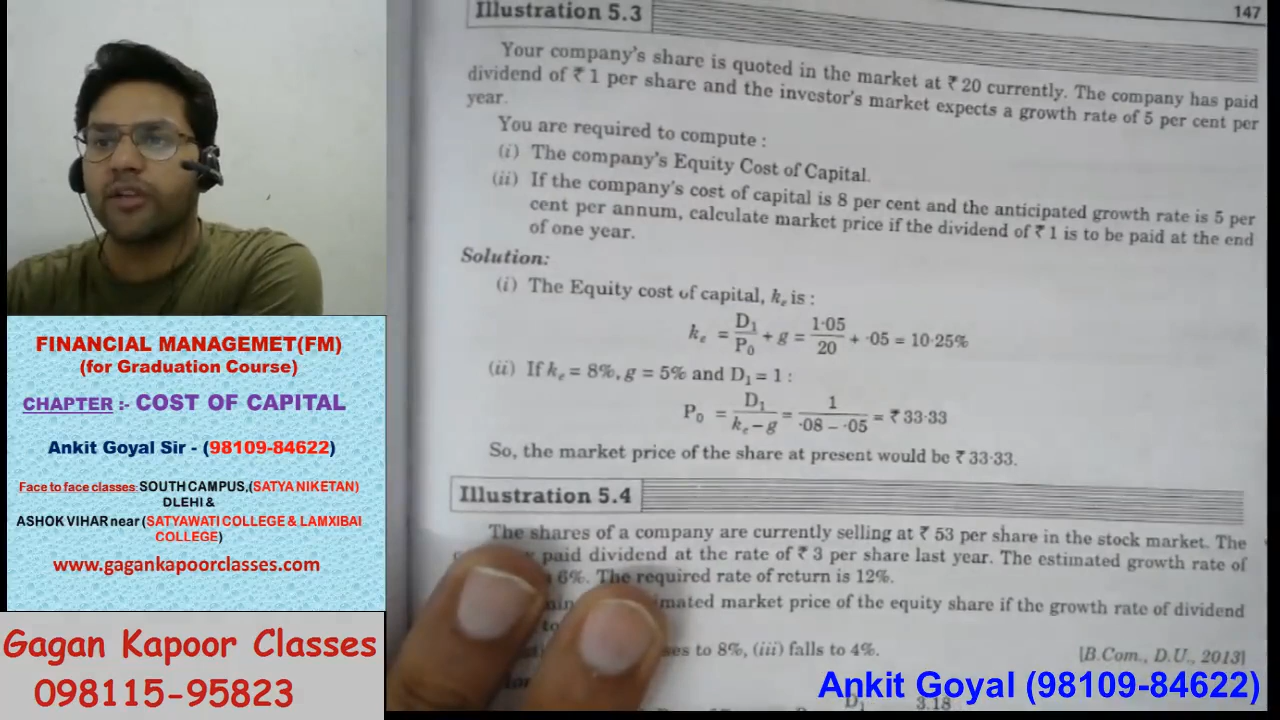 147
Illustration 5.3
Your company's share is quoted in the market at ₹ 20 currently. The company has paid
dividend of ₹ 1 per share and the investor's market expects a growth rate of 5 per cent per
year.
You are required to compute :
(i) The company's Equity Cost of Capital.
(ii) If the company's cost of capital is 8 per cent and the anticipated growth rate is 5 per
cent per annum, calculate market price if the dividend of ₹ 1 is to be paid at the end
of one year.
Solution:
(i) The Equity cost of capital, kₑ is :
kₑ = D₁/P₀ + g = 1·05/20 + ·05 = 10·25%
(ii) If kₑ = 8%, g = 5% and D₁ = 1 :
P₀ = D₁/kₑ – g = 1/·08 – ·05 = ₹ 33·33
So, the market price of the share at present would be ₹ 33·33.
Illustration 5.4
The shares of a company are currently selling at ₹ 53 per share in the stock market. The
paid dividend at the rate of ₹ 3 per share last year. The estimated growth rate of
6%. The required rate of return is 12%.
market price of the equity share if the growth rate of dividend
to 8%, (iii) falls to 4%.
[B.Com., D.U., 2013]
D₁ 3.18
FINANCIAL MANAGEMET(FM)
(for Graduation Course)
CHAPTER :- COST OF CAPITAL
Ankit Goyal Sir - (98109-84622)
Face to face classes: SOUTH CAMPUS,(SATYA NIKETAN)
DLEHI &
ASHOK VIHAR near (SATYAWATI COLLEGE & LAMXIBAI
COLLEGE)
www.gagankapoorclasses.com
Gagan Kapoor Classes
098115-95823
Ankit Goyal (98109-84622)